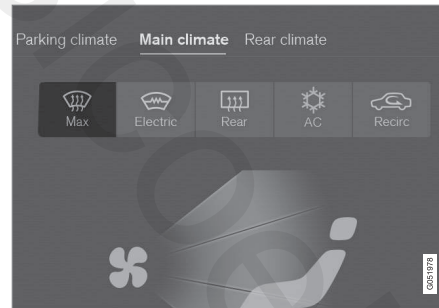 Parking climate Main climate Rear climate
Max Electric Rear AC Recirc
G051978